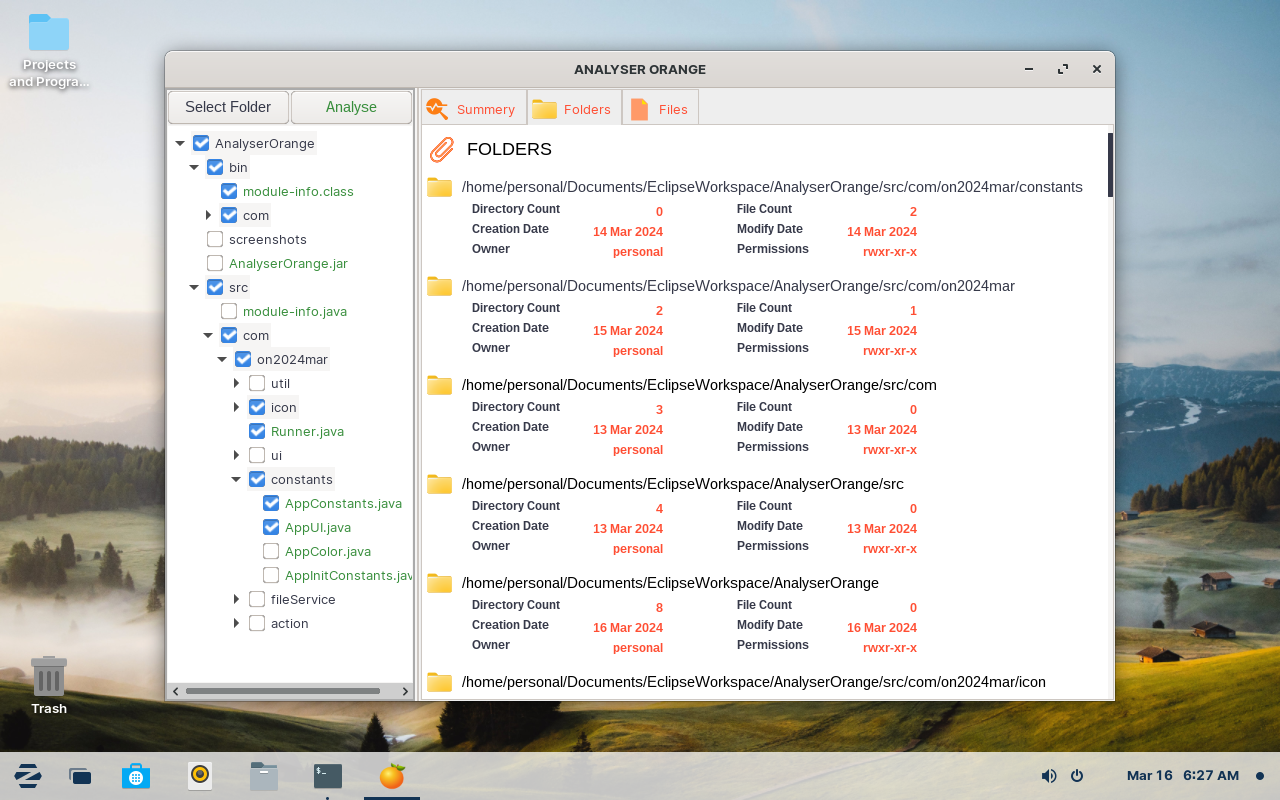 Projects
and Progra...
ANALYSER ORANGE
Select Folder
Analyse
Summery
Folders
Files
AnalyserOrange
bin
module-info.class
com
screenshots
AnalyserOrange.jar
src
module-info.java
com
on2024mar
util
icon
Runner.java
ui
constants
AppConstants.java
AppUI.java
AppColor.java
AppInitConstants.jav
fileService
action
FOLDERS
/home/personal/Documents/EclipseWorkspace/AnalyserOrange/src/com/on2024mar/constants
Directory Count 0 File Count 2
Creation Date 14 Mar 2024 Modify Date 14 Mar 2024
Owner personal Permissions rwxr-xr-x
/home/personal/Documents/EclipseWorkspace/AnalyserOrange/src/com/on2024mar
Directory Count 2 File Count 1
Creation Date 15 Mar 2024 Modify Date 15 Mar 2024
Owner personal Permissions rwxr-xr-x
/home/personal/Documents/EclipseWorkspace/AnalyserOrange/src/com
Directory Count 3 File Count 0
Creation Date 13 Mar 2024 Modify Date 13 Mar 2024
Owner personal Permissions rwxr-xr-x
/home/personal/Documents/EclipseWorkspace/AnalyserOrange/src
Directory Count 4 File Count 0
Creation Date 13 Mar 2024 Modify Date 13 Mar 2024
Owner personal Permissions rwxr-xr-x
/home/personal/Documents/EclipseWorkspace/AnalyserOrange
Directory Count 8 File Count 0
Creation Date 16 Mar 2024 Modify Date 16 Mar 2024
Owner personal Permissions rwxr-xr-x
/home/personal/Documents/EclipseWorkspace/AnalyserOrange/src/com/on2024mar/icon
Trash
$-
Mar 16 6:27 AM